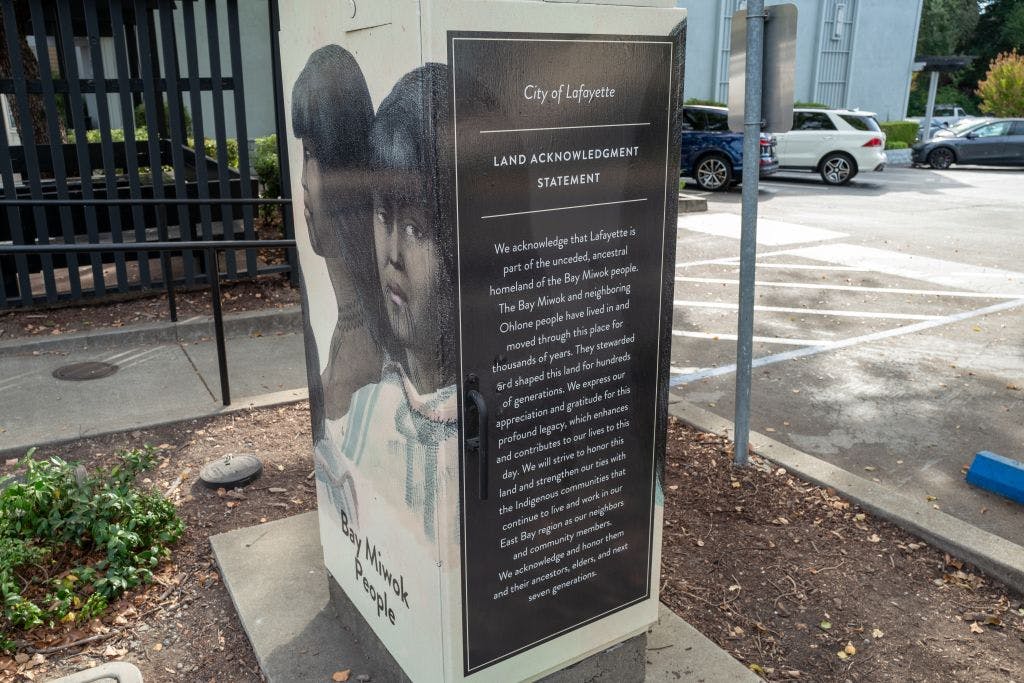 City of Lafayette
LAND ACKNOWLEDGMENT
STATEMENT
We acknowledge that Lafayette is
part of the unceded, ancestral
homeland of the Bay Miwok people.
The Bay Miwok and neighboring
Ohlone people have lived in and
moved through this place for
thousands of years. They stewarded
and shaped this land for hundreds
of generations. We express our
appreciation and gratitude for this
profound legacy, which enhances
and contributes to our lives to this
day. We will strive to honor this
land and strengthen our ties with
the Indigenous communities that
continue to live and work in our
East Bay region as our neighbors
and community members.
We acknowledge and honor them
and their ancestors, elders, and next
seven generations.
Bay Miwok
People